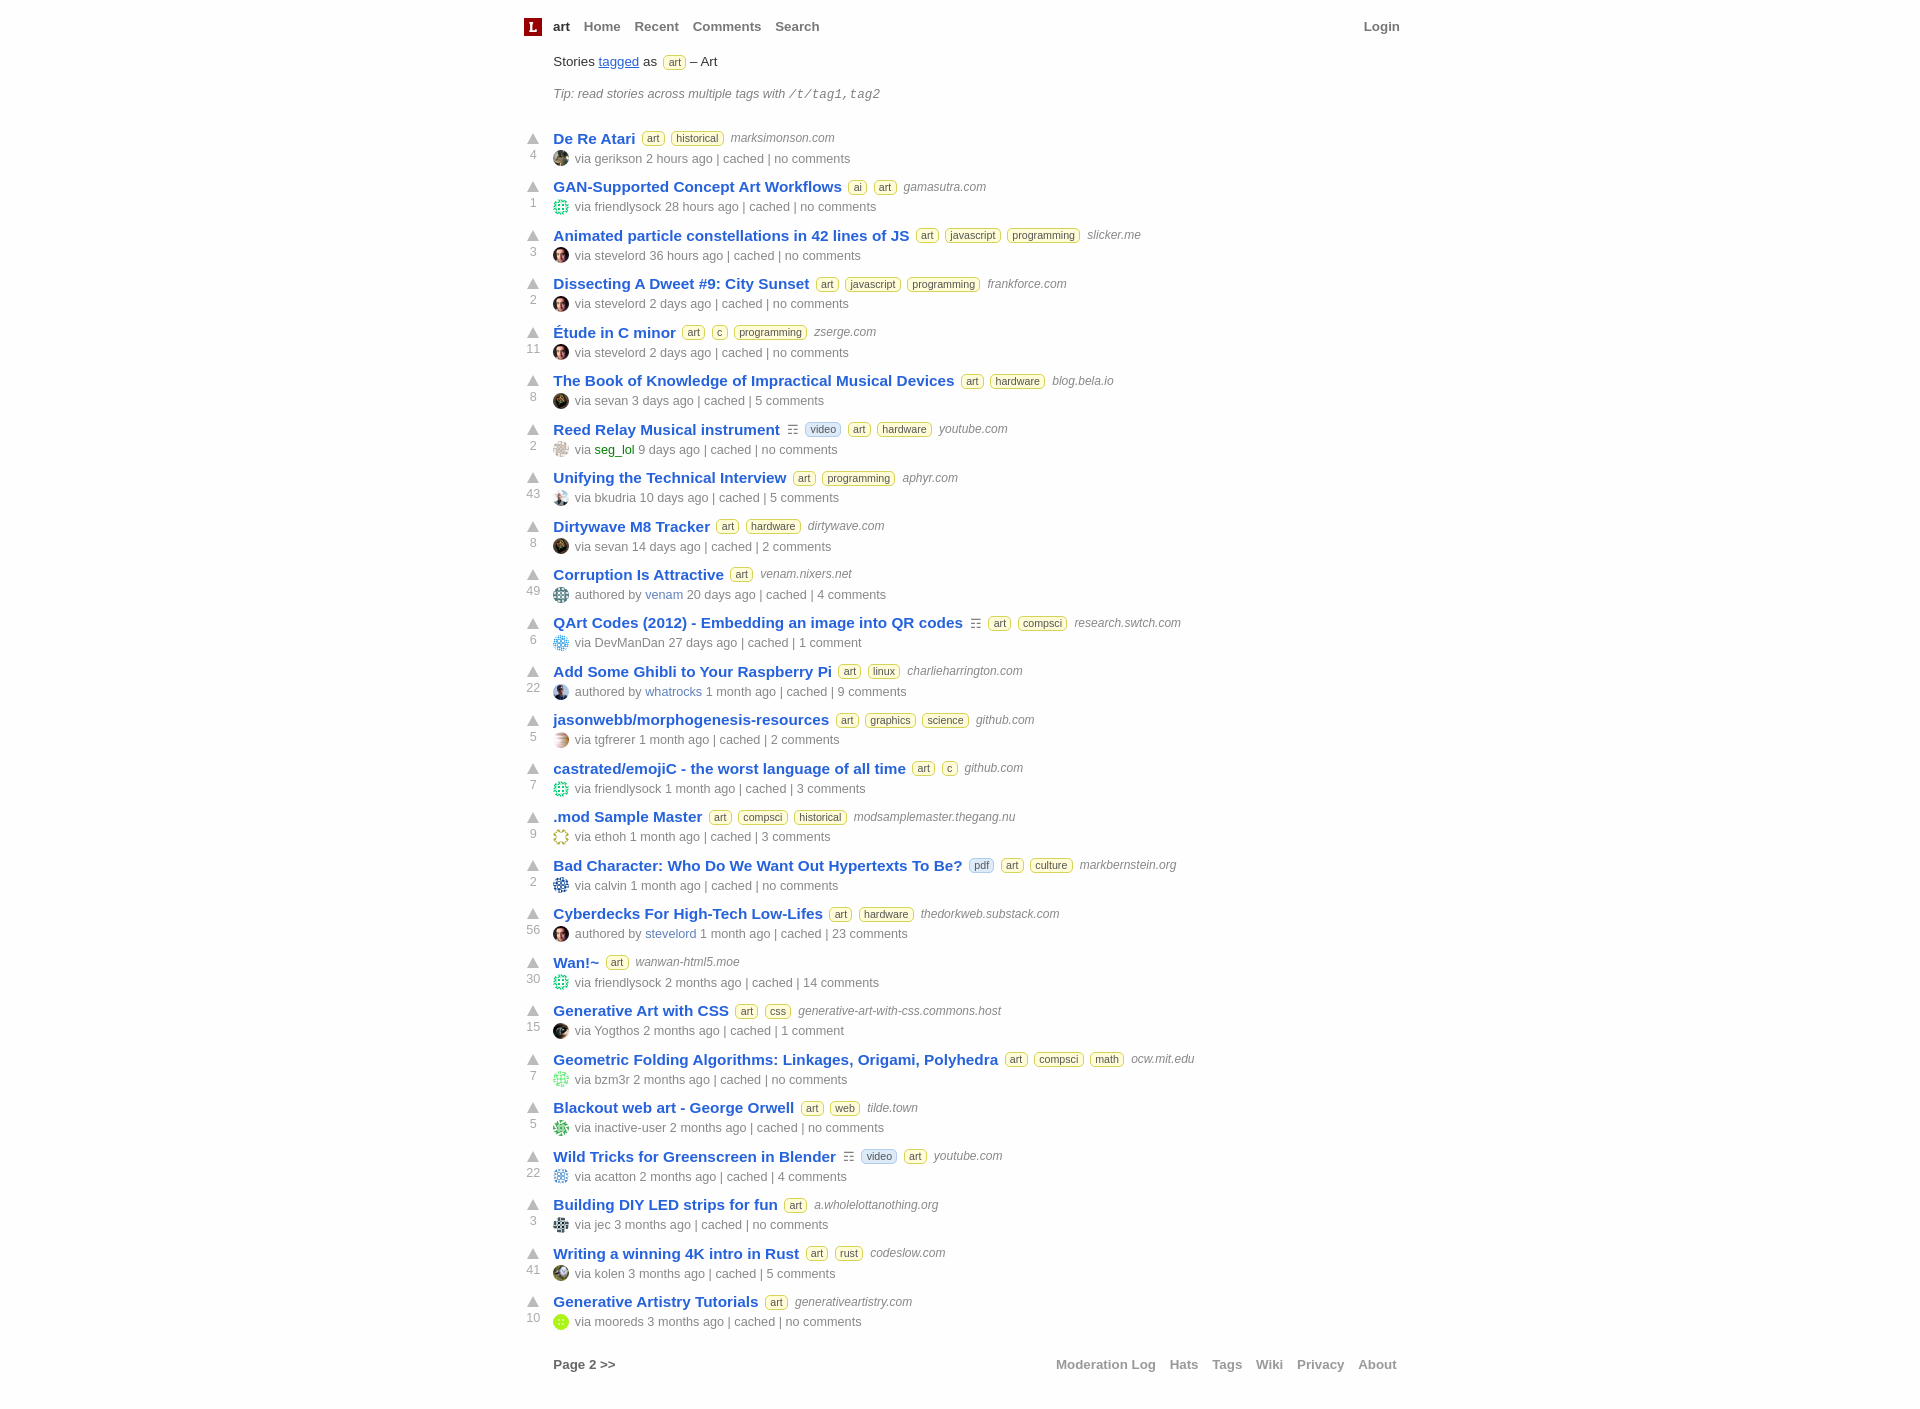 L art Home Recent Comments Search Login
Stories tagged as art – Art
Tip: read stories across multiple tags with /t/tag1,tag2
De Re Atari art historical marksimonson.com
4 via gerikson 2 hours ago | cached | no comments
GAN-Supported Concept Art Workflows ai art gamasutra.com
1 via friendlysock 28 hours ago | cached | no comments
Animated particle constellations in 42 lines of JS art javascript programming slicker.me
3 via stevelord 36 hours ago | cached | no comments
Dissecting A Dweet #9: City Sunset art javascript programming frankforce.com
2 via stevelord 2 days ago | cached | no comments
Étude in C minor art c programming zserge.com
11 via stevelord 2 days ago | cached | no comments
The Book of Knowledge of Impractical Musical Devices art hardware blog.bela.io
8 via sevan 3 days ago | cached | 5 comments
Reed Relay Musical instrument ☶ video art hardware youtube.com
2 via seg_lol 9 days ago | cached | no comments
Unifying the Technical Interview art programming aphyr.com
43 via bkudria 10 days ago | cached | 5 comments
Dirtywave M8 Tracker art hardware dirtywave.com
8 via sevan 14 days ago | cached | 2 comments
Corruption Is Attractive art venam.nixers.net
49 authored by venam 20 days ago | cached | 4 comments
QArt Codes (2012) - Embedding an image into QR codes ☶ art compsci research.swtch.com
6 via DevManDan 27 days ago | cached | 1 comment
Add Some Ghibli to Your Raspberry Pi art linux charlieharrington.com
22 authored by whatrocks 1 month ago | cached | 9 comments
jasonwebb/morphogenesis-resources art graphics science github.com
5 via tgfrerer 1 month ago | cached | 2 comments
castrated/emojiC - the worst language of all time art c github.com
7 via friendlysock 1 month ago | cached | 3 comments
.mod Sample Master art compsci historical modsamplemaster.thegang.nu
9 via ethoh 1 month ago | cached | 3 comments
Bad Character: Who Do We Want Out Hypertexts To Be? pdf art culture markbernstein.org
2 via calvin 1 month ago | cached | no comments
Cyberdecks For High-Tech Low-Lifes art hardware thedorkweb.substack.com
56 authored by stevelord 1 month ago | cached | 23 comments
Wan!~ art wanwan-html5.moe
30 via friendlysock 2 months ago | cached | 14 comments
Generative Art with CSS art css generative-art-with-css.commons.host
15 via Yogthos 2 months ago | cached | 1 comment
Geometric Folding Algorithms: Linkages, Origami, Polyhedra art compsci math ocw.mit.edu
7 via bzm3r 2 months ago | cached | no comments
Blackout web art - George Orwell art web tilde.town
5 via inactive-user 2 months ago | cached | no comments
Wild Tricks for Greenscreen in Blender ☶ video art youtube.com
22 via acatton 2 months ago | cached | 4 comments
Building DIY LED strips for fun art a.wholelottanothing.org
3 via jec 3 months ago | cached | no comments
Writing a winning 4K intro in Rust art rust codeslow.com
41 via kolen 3 months ago | cached | 5 comments
Generative Artistry Tutorials art generativeartistry.com
10 via mooreds 3 months ago | cached | no comments
Page 2 >> Moderation Log Hats Tags Wiki Privacy About